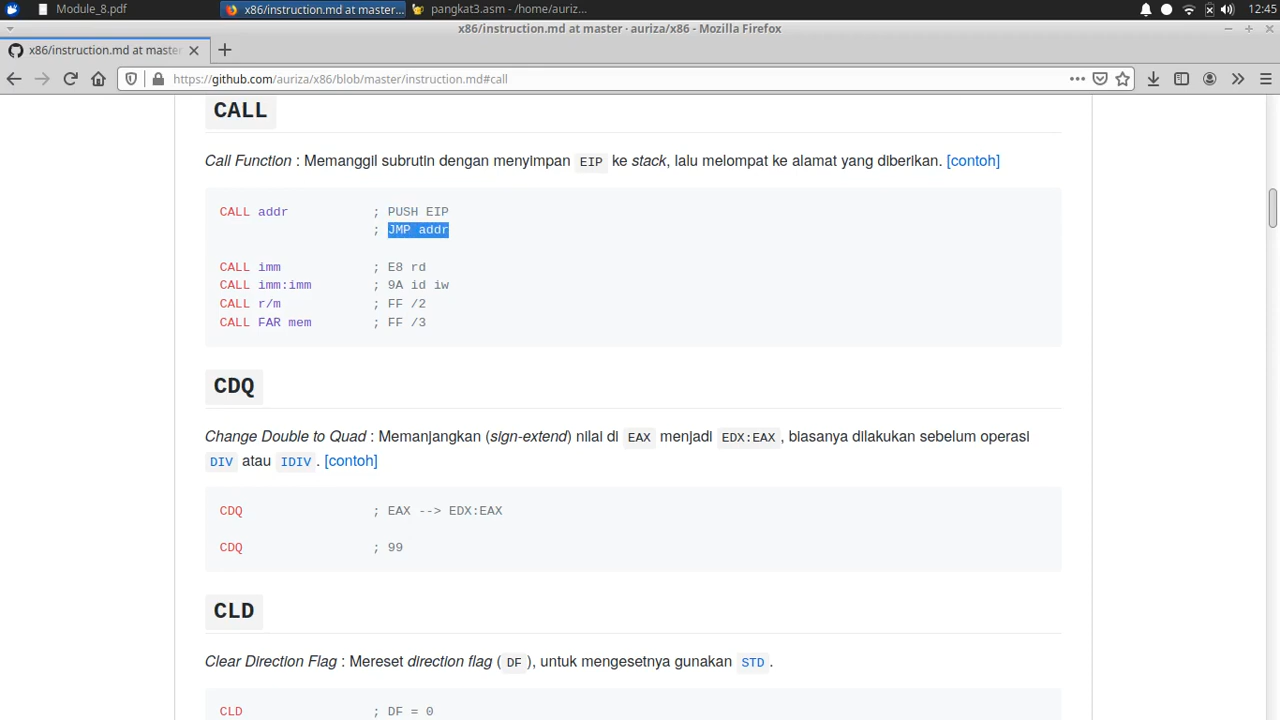 Module_8.pdf
x86/instruction.md at master...
pangkat3.asm - /home/auriz...
12:45
x86/instruction.md at master · auriza/x86 - Mozilla Firefox
x86/instruction.md at master
https://github.com/auriza/x86/blob/master/instruction.md#call
CALL
Call Function : Memanggil subrutin dengan menyimpan EIP ke stack, lalu melompat ke alamat yang diberikan. [contoh]
CALL addr ; PUSH EIP
; JMP addr
CALL imm ; E8 rd
CALL imm:imm ; 9A id iw
CALL r/m ; FF /2
CALL FAR mem ; FF /3
CDQ
Change Double to Quad : Memanjangkan (sign-extend) nilai di EAX menjadi EDX:EAX, biasanya dilakukan sebelum operasi
DIV atau IDIV. [contoh]
CDQ ; EAX --> EDX:EAX
CDQ ; 99
CLD
Clear Direction Flag : Mereset direction flag (DF), untuk mengesetnya gunakan STD.
CLD ; DF = 0